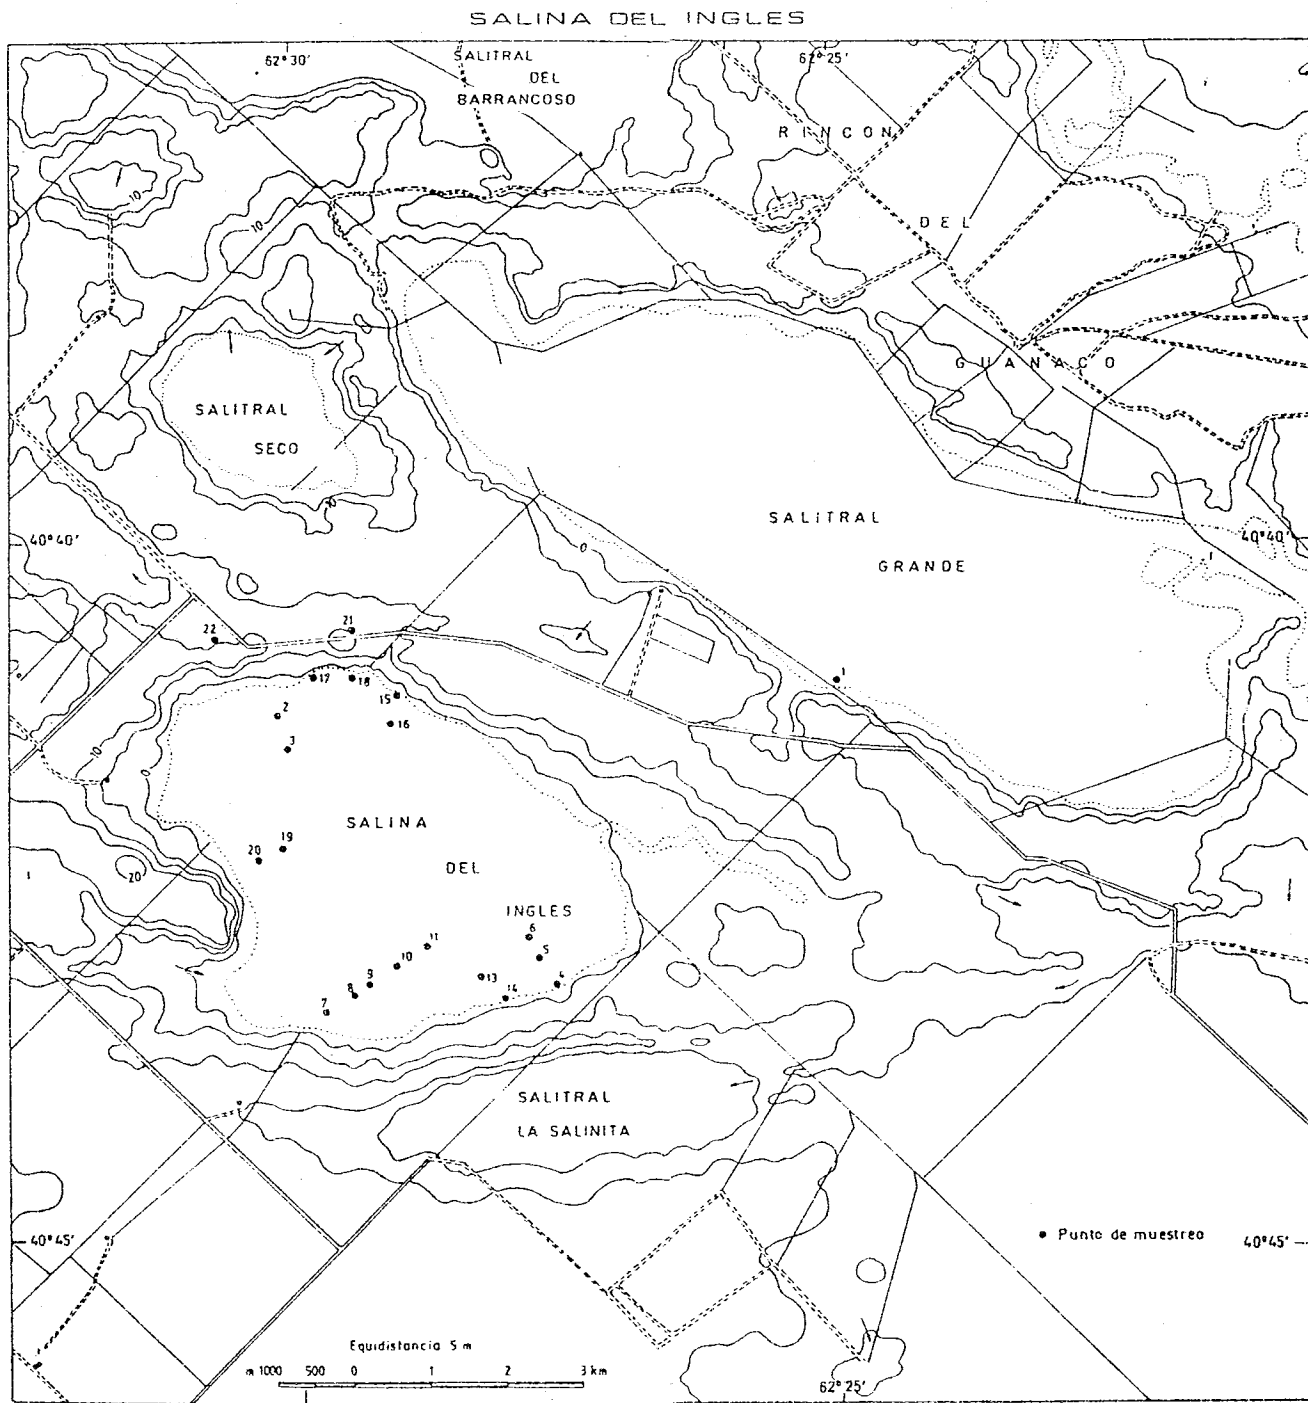 SALINA DEL INGLES
62° 30'
SALITRAL
DEL
BARRANCOSO
62° 25'
RINCON
10
10
DEL
GUANACO
SALITRAL
SECO
10
SALITRAL
GRANDE
40° 40'
40° 40'
0
22
21
1
17
18
15
16
2
3
10
0
SALINA
19
20
DEL
20
INGLES
6
11
5
10
9
13
4
8
14
7
SALITRAL
LA SALINITA
40° 45'
• Punto de muestreo
40° 45'
Equidistancia 5 m
m 1000 500 0 1 2 3 km
62° 25'